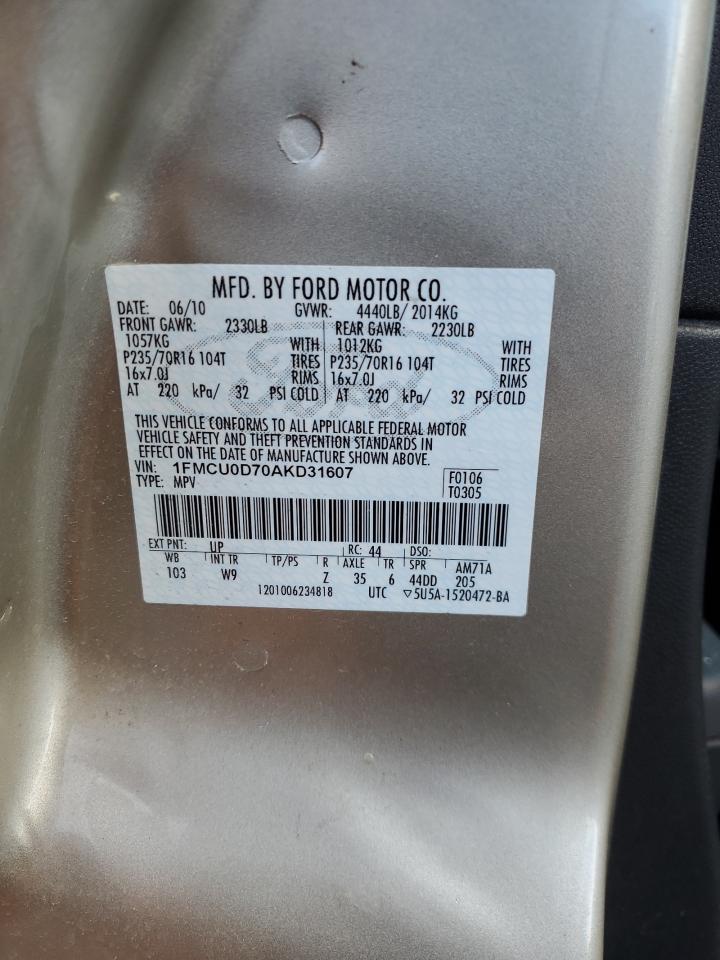 MFD. BY FORD MOTOR CO.
DATE: 06/10 GVWR: 4440LB/ 2014KG
FRONT GAWR: 2330LB REAR GAWR: 2230LB
1057KG WITH 1012KG WITH
P235/70R16 104T TIRES P235/70R16 104T TIRES
16x7.0J RIMS 16x7.0J RIMS
AT 220 kPa/ 32 PSI COLD AT 220 kPa/ 32 PSI COLD
THIS VEHICLE CONFORMS TO ALL APPLICABLE FEDERAL MOTOR
VEHICLE SAFETY AND THEFT PREVENTION STANDARDS IN
EFFECT ON THE DATE OF MANUFACTURE SHOWN ABOVE.
VIN: 1FMCU0D70AKD31607 F0106
TYPE: MPV T0305
EXT PNT: UP RC: 44 DSO:
WB INT TR TP/PS R AXLE TR SPR AM71A
103 W9 Z 35 6 44DD 205
1201006234818 UTC ▽5U5A-1520472-BA